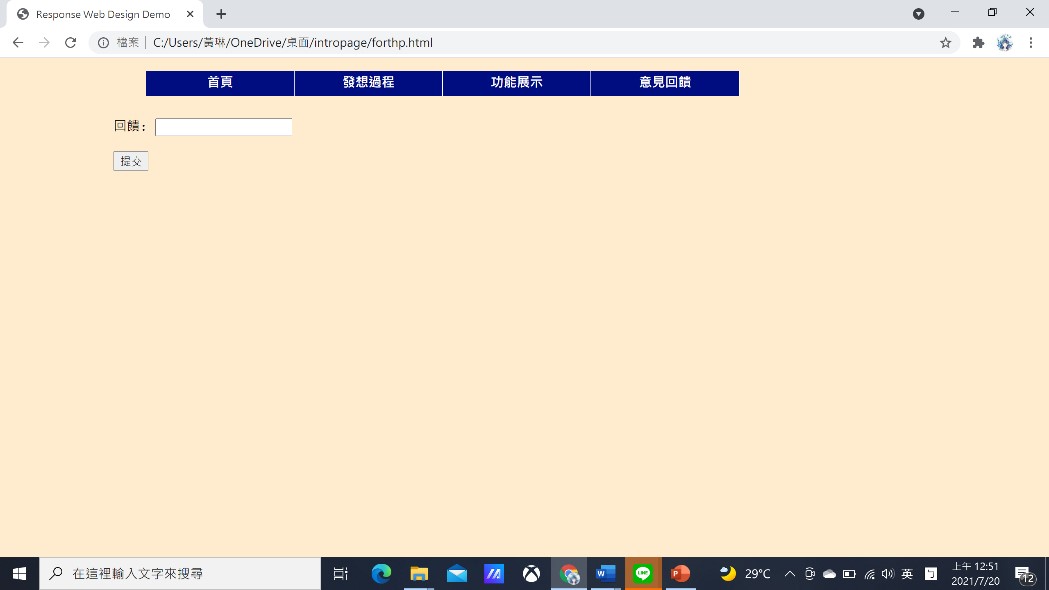 Response Web Design Demo
檔案 C:/Users/黃琳/OneDrive/桌面/intropage/forthp.html
首頁 發想過程 功能展示 意見回饋
回饋：
提交
在這裡輸入文字來搜尋 29°C 英 上午 12:51
2021/7/20
12